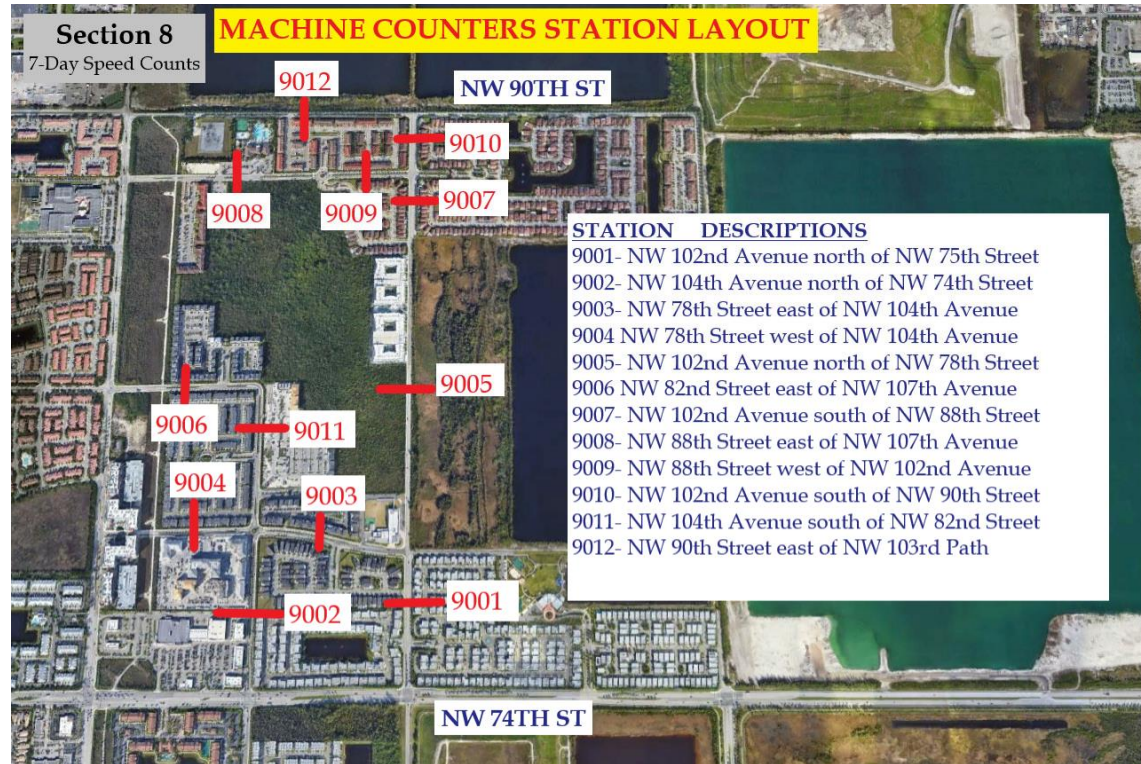 Section 8
7-Day Speed Counts
MACHINE COUNTERS STATION LAYOUT
9012
NW 90TH ST
9010
9008
9009
9007
STATION DESCRIPTIONS
9001- NW 102nd Avenue north of NW 75th Street
9002- NW 104th Avenue north of NW 74th Street
9003- NW 78th Street east of NW 104th Avenue
9004 NW 78th Street west of NW 104th Avenue
9005- NW 102nd Avenue north of NW 78th Street
9006 NW 82nd Street east of NW 107th Avenue
9007- NW 102nd Avenue south of NW 88th Street
9008- NW 88th Street east of NW 107th Avenue
9009- NW 88th Street west of NW 102nd Avenue
9010- NW 102nd Avenue south of NW 90th Street
9011- NW 104th Avenue south of NW 82nd Street
9012- NW 90th Street east of NW 103rd Path
9005
9006
9011
9004
9003
9002
9001
NW 74TH ST